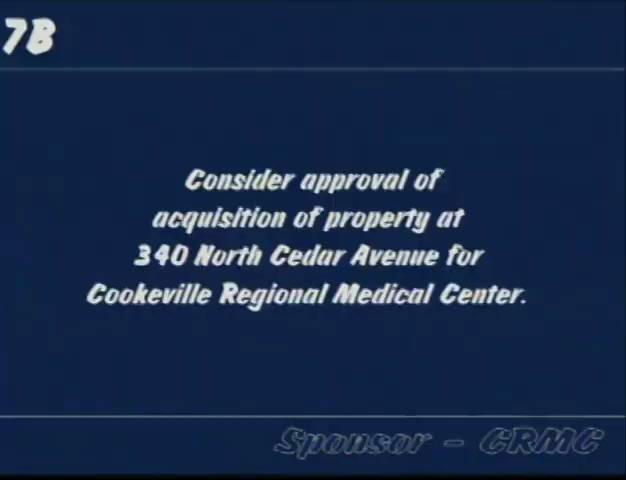 7B
Consider approval of
acquisition of property at
340 North Cedar Avenue for
Cookeville Regional Medical Center.
Sponsor - CRMC